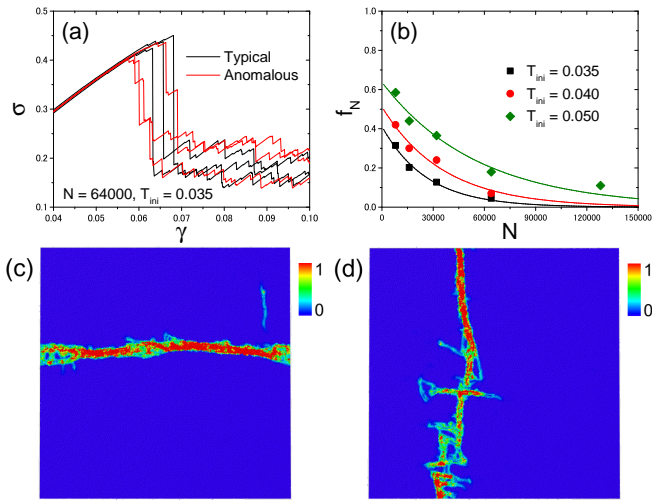 (a)
σ
0.5
0.4
0.3
0.2
0.1
Typical
Anomalous
N = 64000, T_ini = 0.035
0.04 0.05 0.06 0.07 0.08 0.09 0.10
γ
(b)
f_N
1.0
0.8
0.6
0.4
0.2
0.0
T_ini = 0.035
T_ini = 0.040
T_ini = 0.050
0 30000 60000 90000 120000 150000
N
(c)
1
0
(d)
1
0